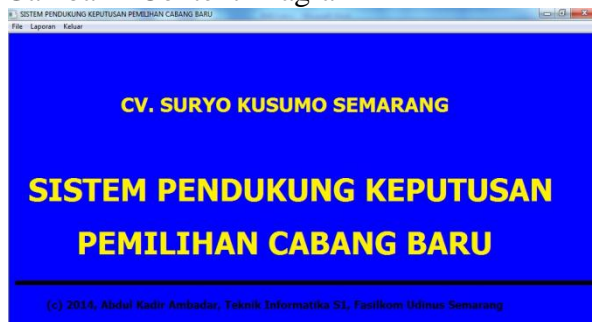 SISTEM PENDUKUNG KEPUTUSAN PEMILIHAN CABANG BARU
File Laporan Keluar
CV. SURYO KUSUMO SEMARANG
SISTEM PENDUKUNG KEPUTUSAN
PEMILIHAN CABANG BARU
(c) 2014, Abdul Kadir Ambadar, Teknik Informatika S1, Fasilkom Udinus Semarang